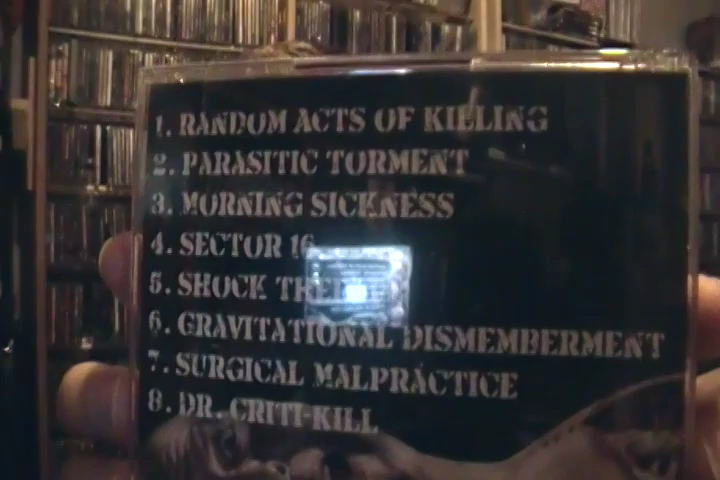 1. RANDOM ACTS OF KILLING
2. PARASITIC TORMENT
3. MORNING SICKNESS
4. SECTOR 16
5. SHOCK
6. GRAVITATIONAL DISMEMBERMENT
7. SURGICAL MALPRACTICE
8. DR. CRITI-KILL